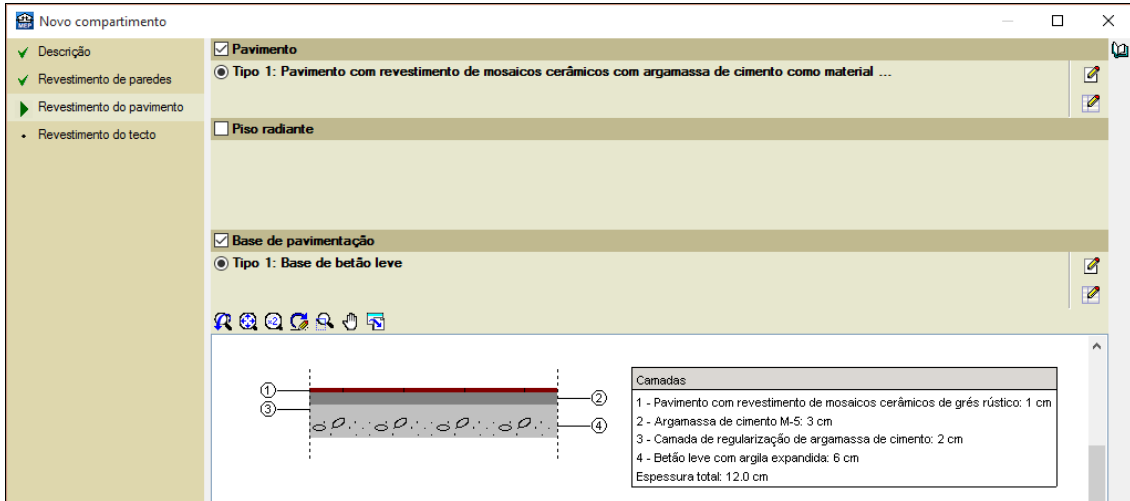 MEP Novo compartimento
Descrição
Revestimento de paredes
Revestimento do pavimento
Revestimento do tecto
Pavimento
Tipo 1: Pavimento com revestimento de mosaicos cerâmicos com argamassa de cimento como material ...
Piso radiante
Base de pavimentação
Tipo 1: Base de betão leve
×2
1
3
2
4
Camadas
1 - Pavimento com revestimento de mosaicos cerâmicos de grés rústico: 1 cm
2 - Argamassa de cimento M-5: 3 cm
3 - Camada de regularização de argamassa de cimento: 2 cm
4 - Betão leve com argila expandida: 6 cm
Espessura total: 12.0 cm